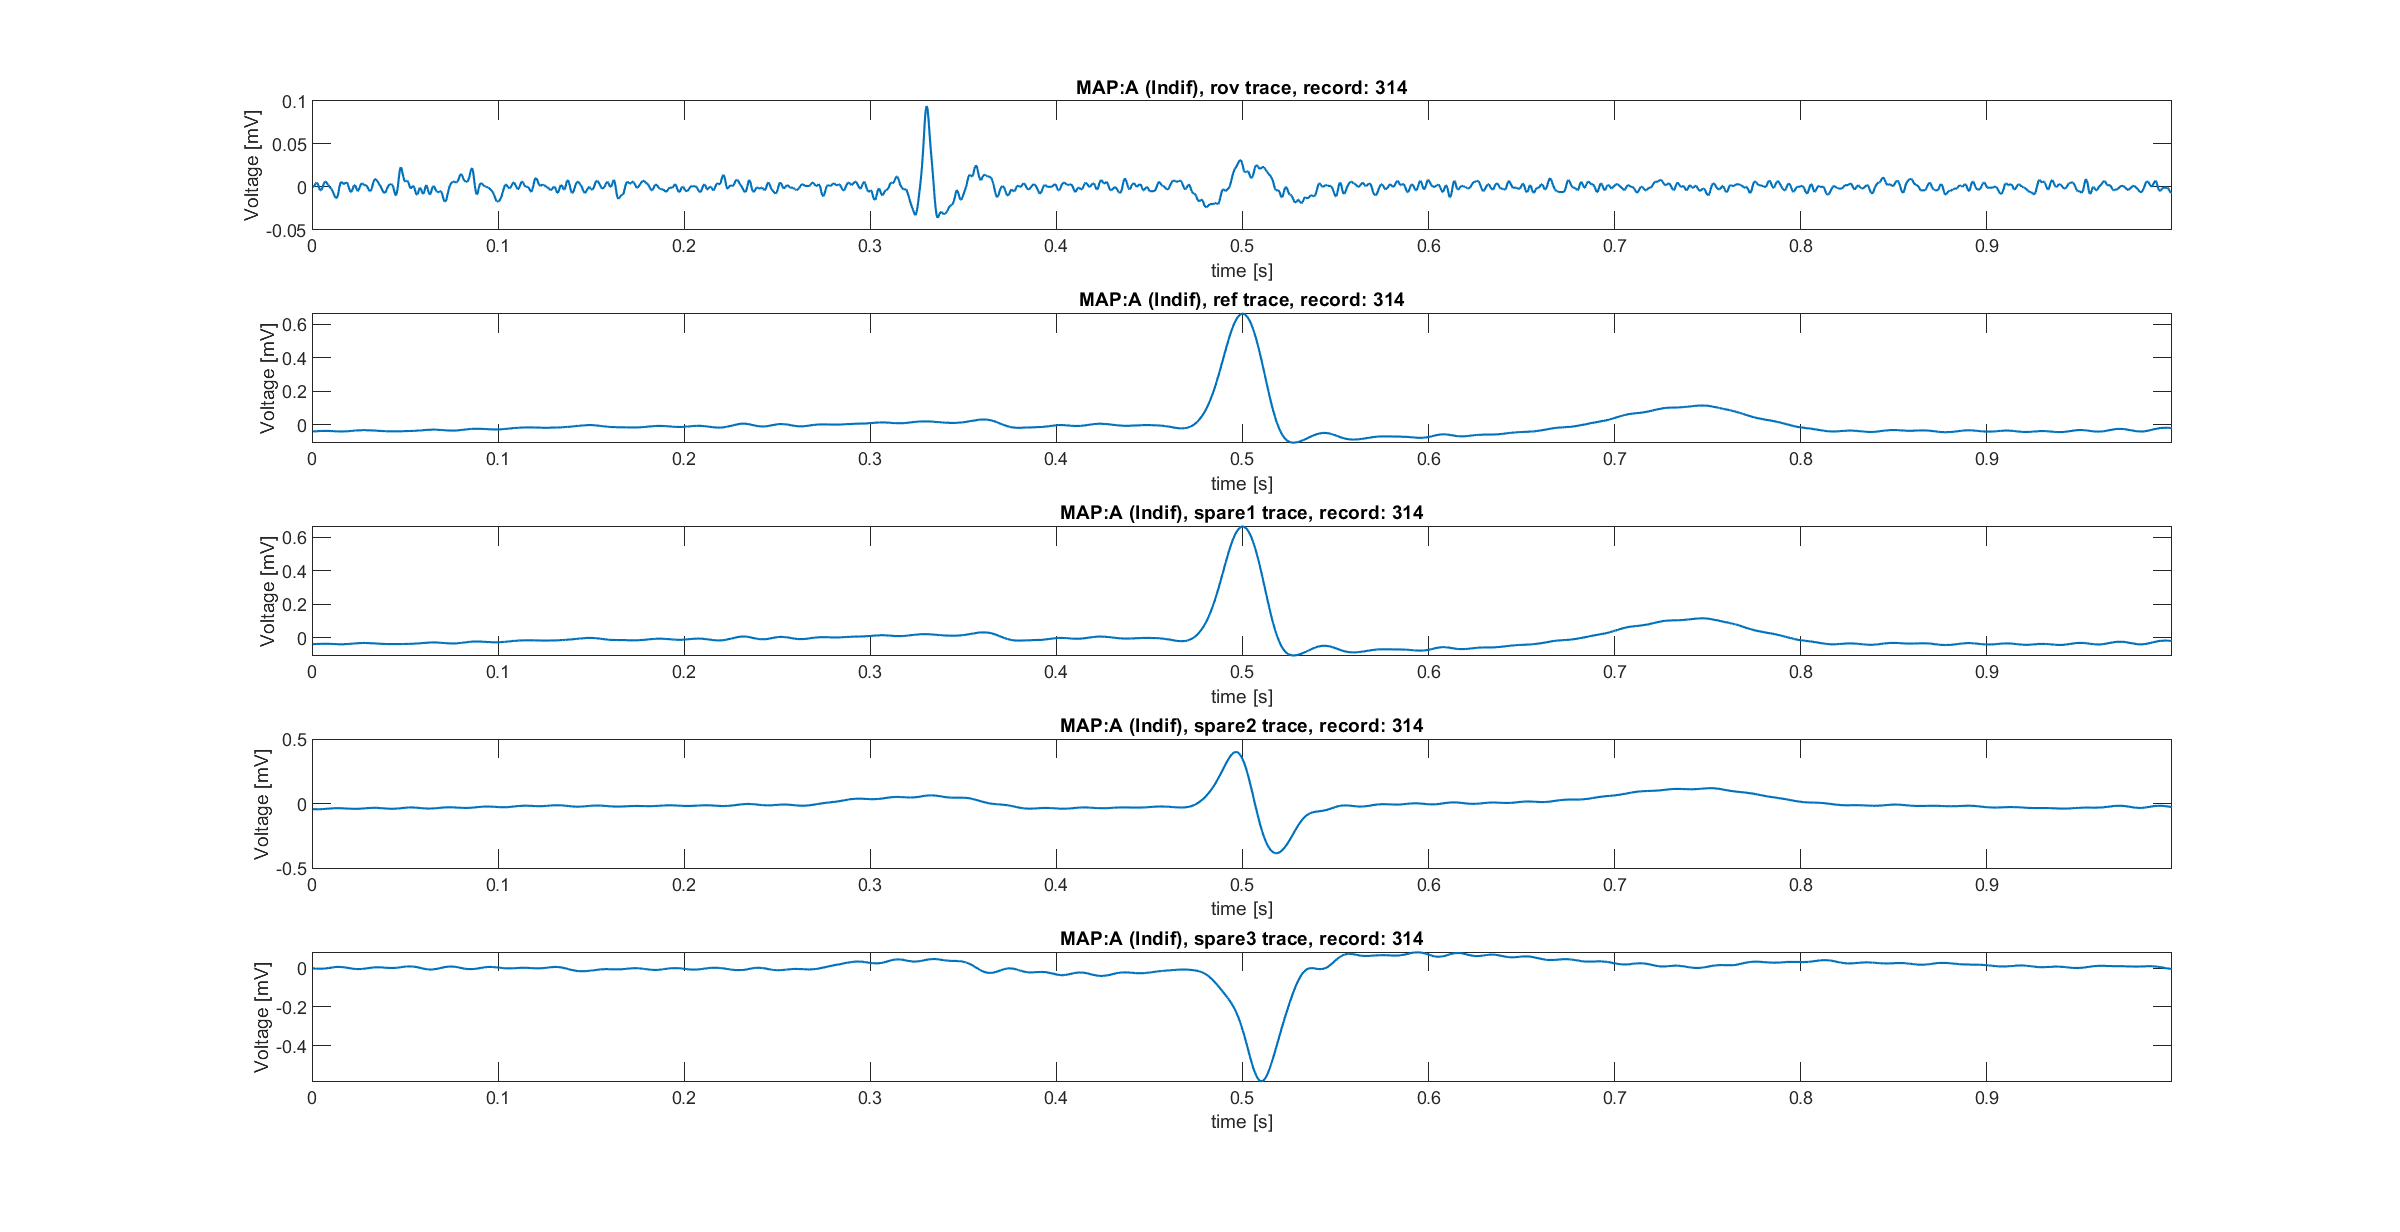 MAP:A (Indif), rov trace, record: 314
Voltage [mV]
0.1
0.05
0
-0.05
0 0.1 0.2 0.3 0.4 0.5 0.6 0.7 0.8 0.9
time [s]
MAP:A (Indif), ref trace, record: 314
Voltage [mV]
0.6
0.4
0.2
0
0 0.1 0.2 0.3 0.4 0.5 0.6 0.7 0.8 0.9
time [s]
MAP:A (Indif), spare1 trace, record: 314
Voltage [mV]
0.6
0.4
0.2
0
0 0.1 0.2 0.3 0.4 0.5 0.6 0.7 0.8 0.9
time [s]
MAP:A (Indif), spare2 trace, record: 314
Voltage [mV]
0.5
0
-0.5
0 0.1 0.2 0.3 0.4 0.5 0.6 0.7 0.8 0.9
time [s]
MAP:A (Indif), spare3 trace, record: 314
Voltage [mV]
0
-0.2
-0.4
0 0.1 0.2 0.3 0.4 0.5 0.6 0.7 0.8 0.9
time [s]